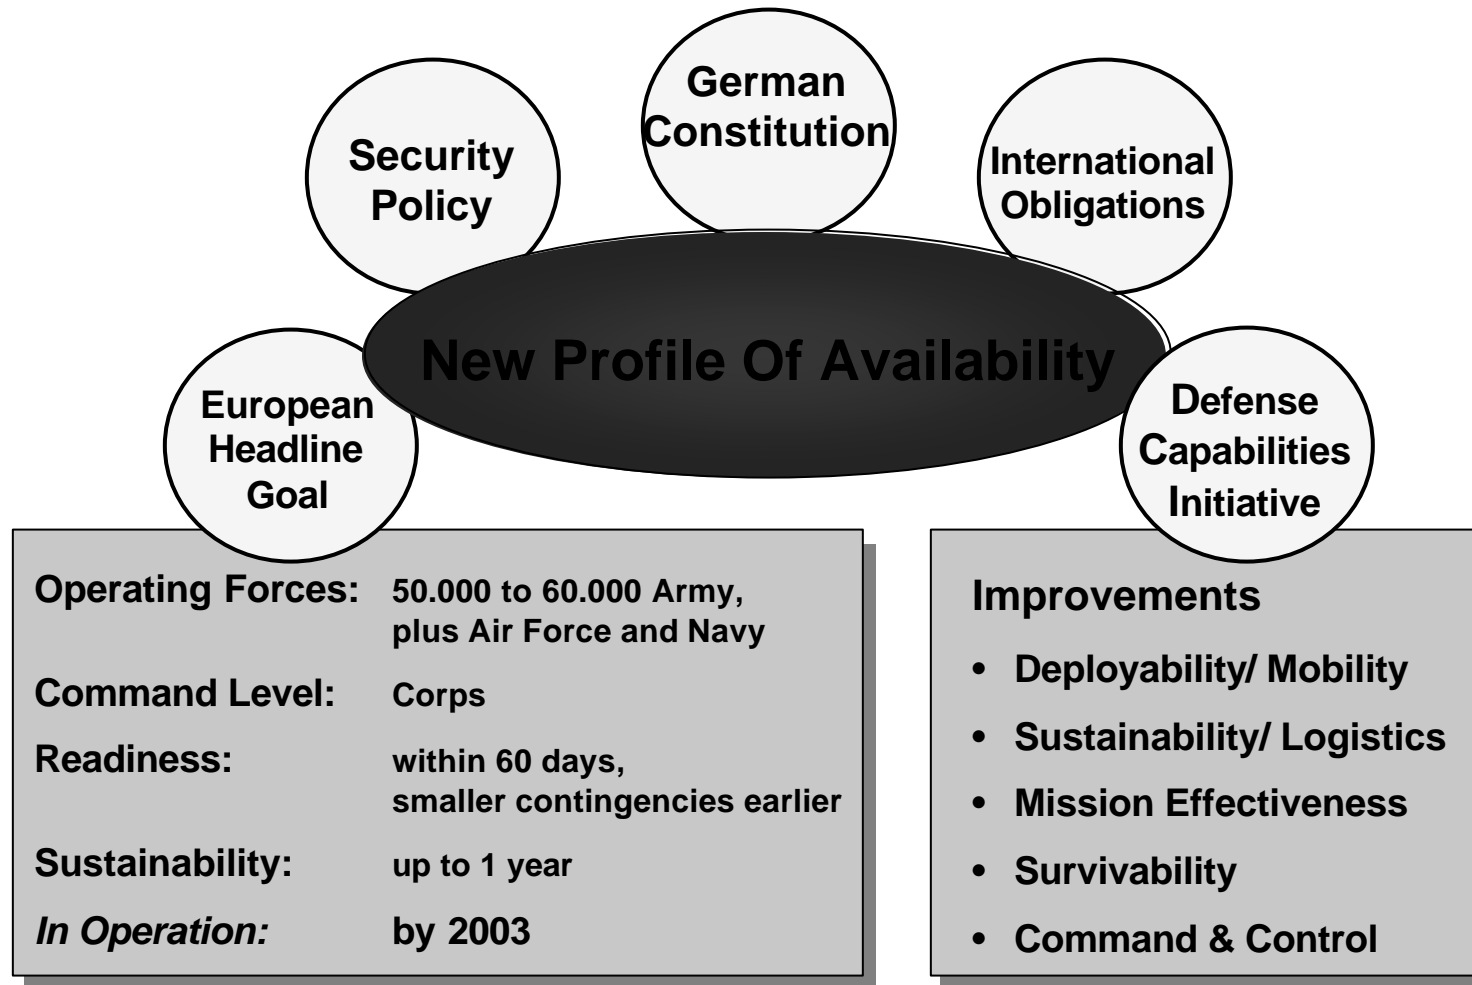 German
Constitution
Security
Policy
International
Obligations
New Profile Of Availability
European
Headline
Goal
Defense
Capabilities
Initiative
Operating Forces: 50.000 to 60.000 Army,
plus Air Force and Navy
Command Level: Corps
Readiness: within 60 days,
smaller contingencies earlier
Sustainability: up to 1 year
In Operation: by 2003
Improvements
• Deployability/ Mobility
• Sustainability/ Logistics
• Mission Effectiveness
• Survivability
• Command & Control